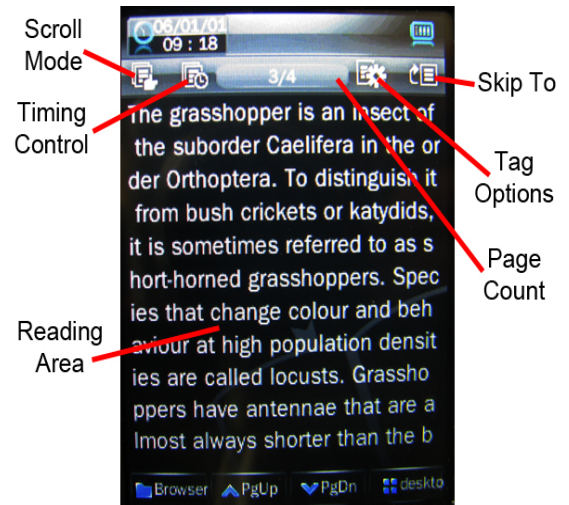 Scroll
Mode
Timing
Control
Reading
Area
Skip To
Tag
Options
Page
Count
06/01/01
09 : 18
3/4
The grasshopper is an insect of
the suborder Caelifera in the or
der Orthoptera. To distinguish it
from bush crickets or katydids,
it is sometimes referred to as s
hort-horned grasshoppers. Spec
ies that change colour and beh
aviour at high population densit
ies are called locusts. Grassho
ppers have antennae that are a
lmost always shorter than the b
Browser PgUp PgDn deskto